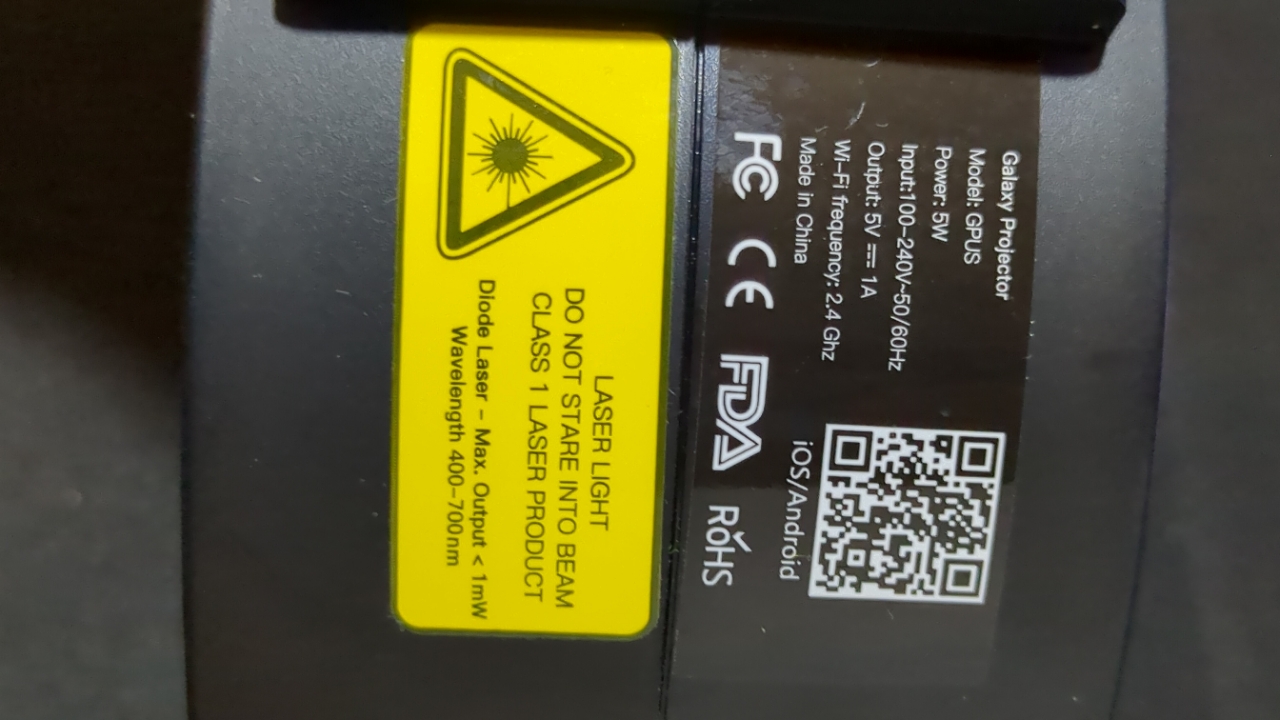 Galaxy Projector
Model: GPUS
Power: 5W
Input:100-240V~50/60Hz
Output: 5V ⎓ 1A
Wi-Fi frequency: 2.4 Ghz
Made in China
iOS/Android
FC CE FDA RoHS
LASER LIGHT
DO NOT STARE INTO BEAM
CLASS 1 LASER PRODUCT
Diode Laser - Max. Output < 1mW
Wavelength 400-700nm